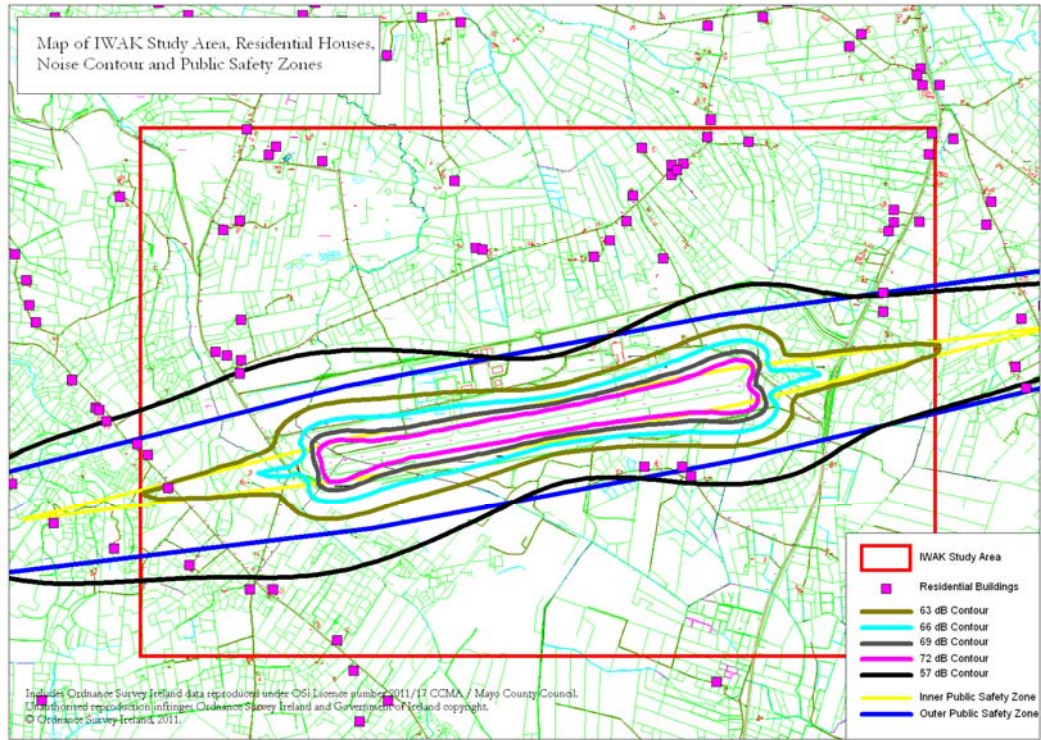 Map of IWAK Study Area, Residential Houses,
Noise Contour and Public Safety Zones
IWAK Study Area
Residential Buildings
63 dB Contour
66 dB Contour
69 dB Contour
72 dB Contour
57 dB Contour
Inner Public Safety Zone
Outer Public Safety Zone
Includes Ordnance Survey Ireland data reproduced under OSi Licence number 2011/17 CCMA / Mayo County Council.
Unauthorised reproduction infringes Ordnance Survey Ireland and Government of Ireland copyright.
© Ordnance Survey Ireland, 2011.